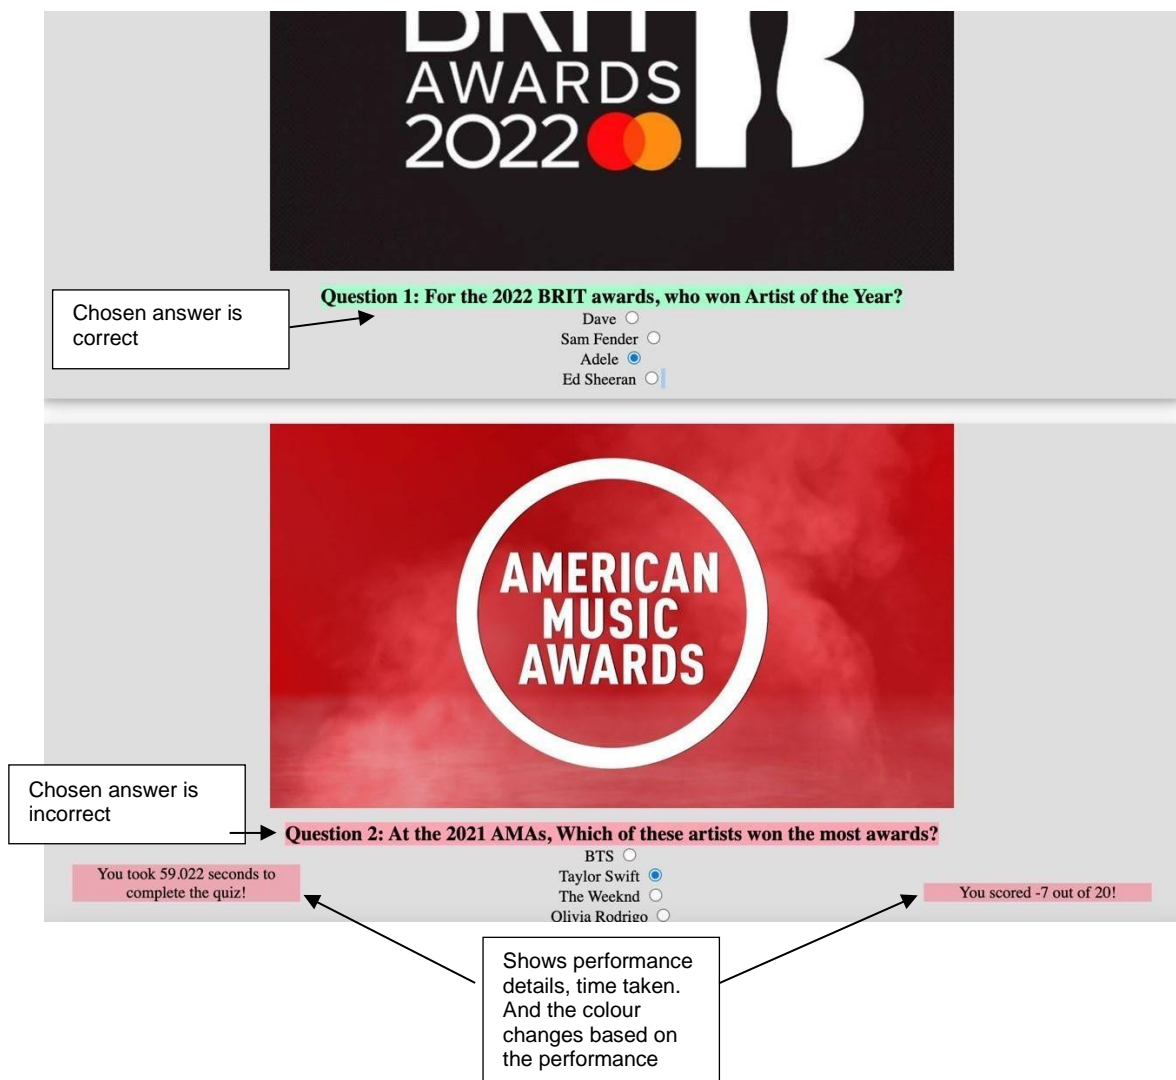 BRIT
AWARDS
2022
Question 1: For the 2022 BRIT awards, who won Artist of the Year?
Chosen answer is
correct
Dave
Sam Fender
Adele
Ed Sheeran
AMERICAN
MUSIC
AWARDS
Chosen answer is
incorrect
Question 2: At the 2021 AMAs, Which of these artists won the most awards?
BTS
Taylor Swift
The Weeknd
Olivia Rodrigo
You took 59.022 seconds to
complete the quiz!
You scored -7 out of 20!
Shows performance
details, time taken.
And the colour
changes based on
the performance